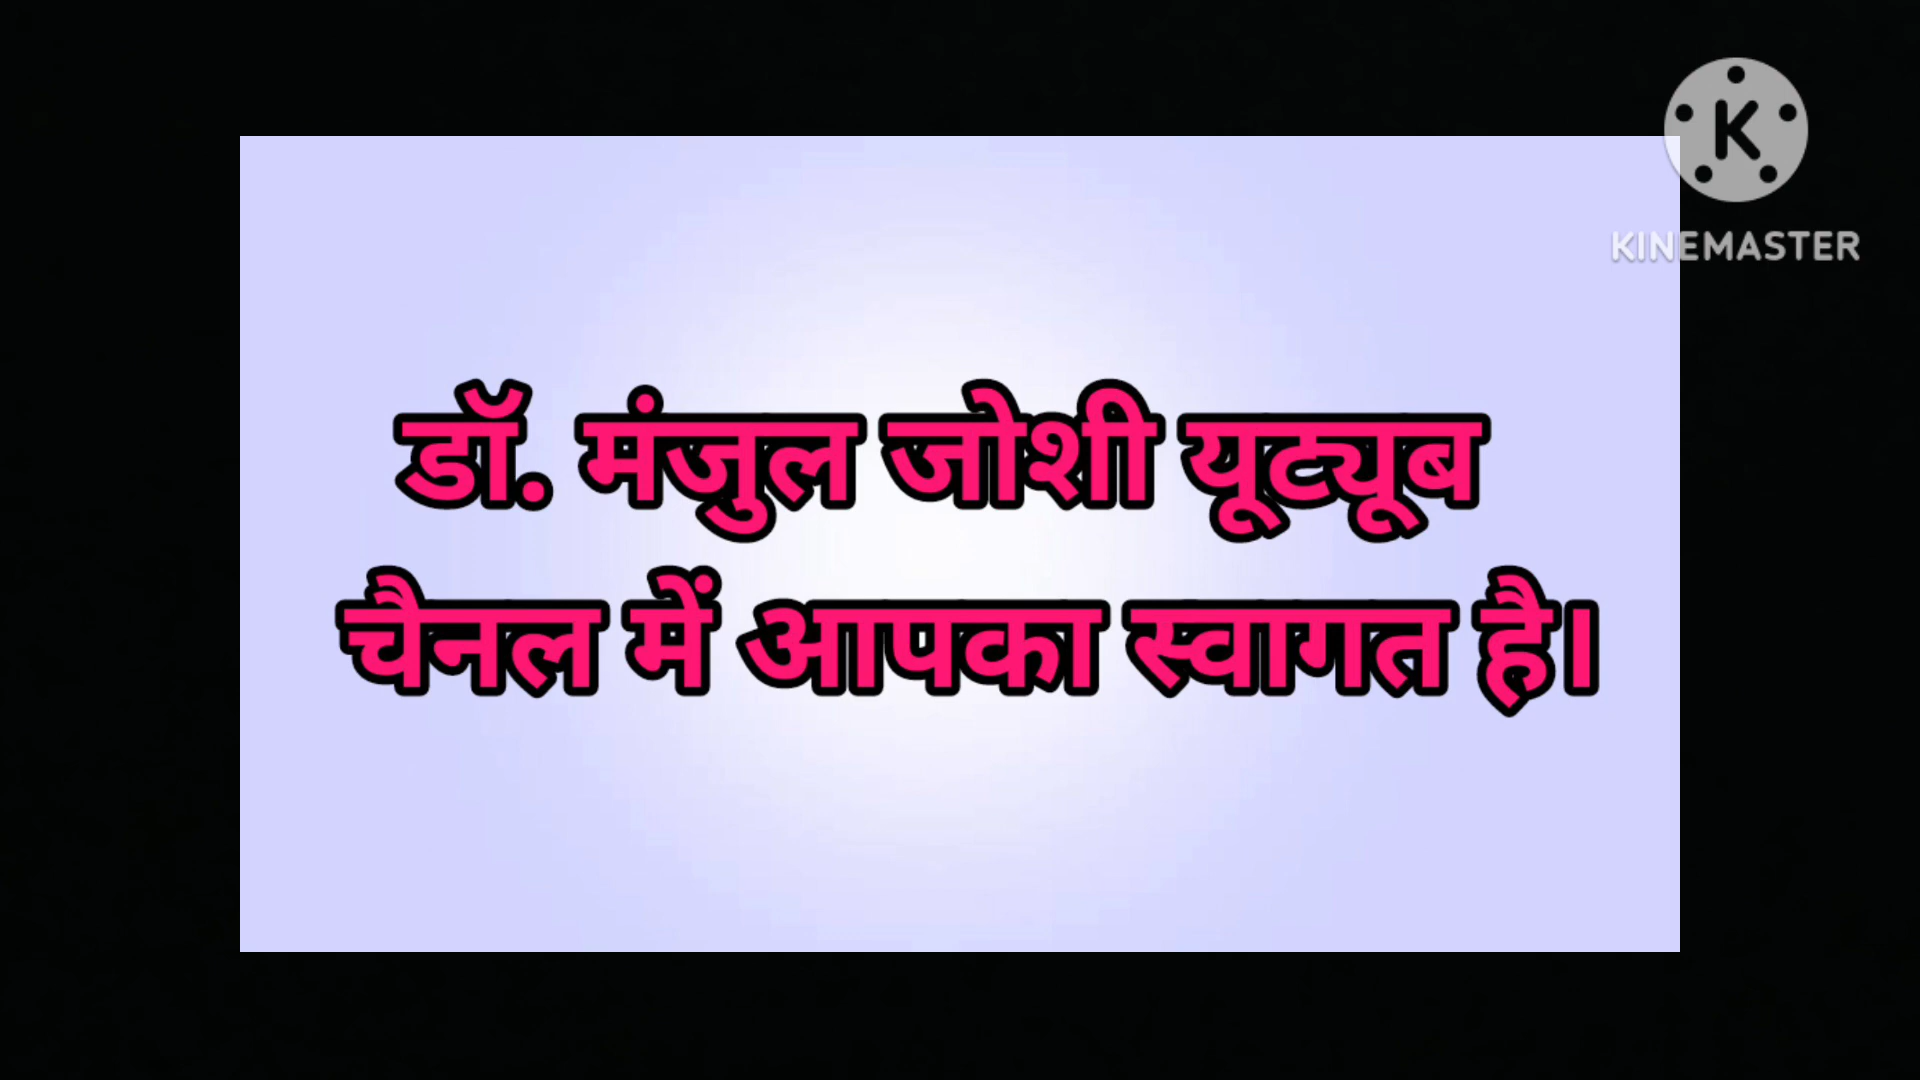 K
KINEMASTER
डॉ. मंजुल जोशी यूट्यूब
चैनल में आपका स्वागत है।